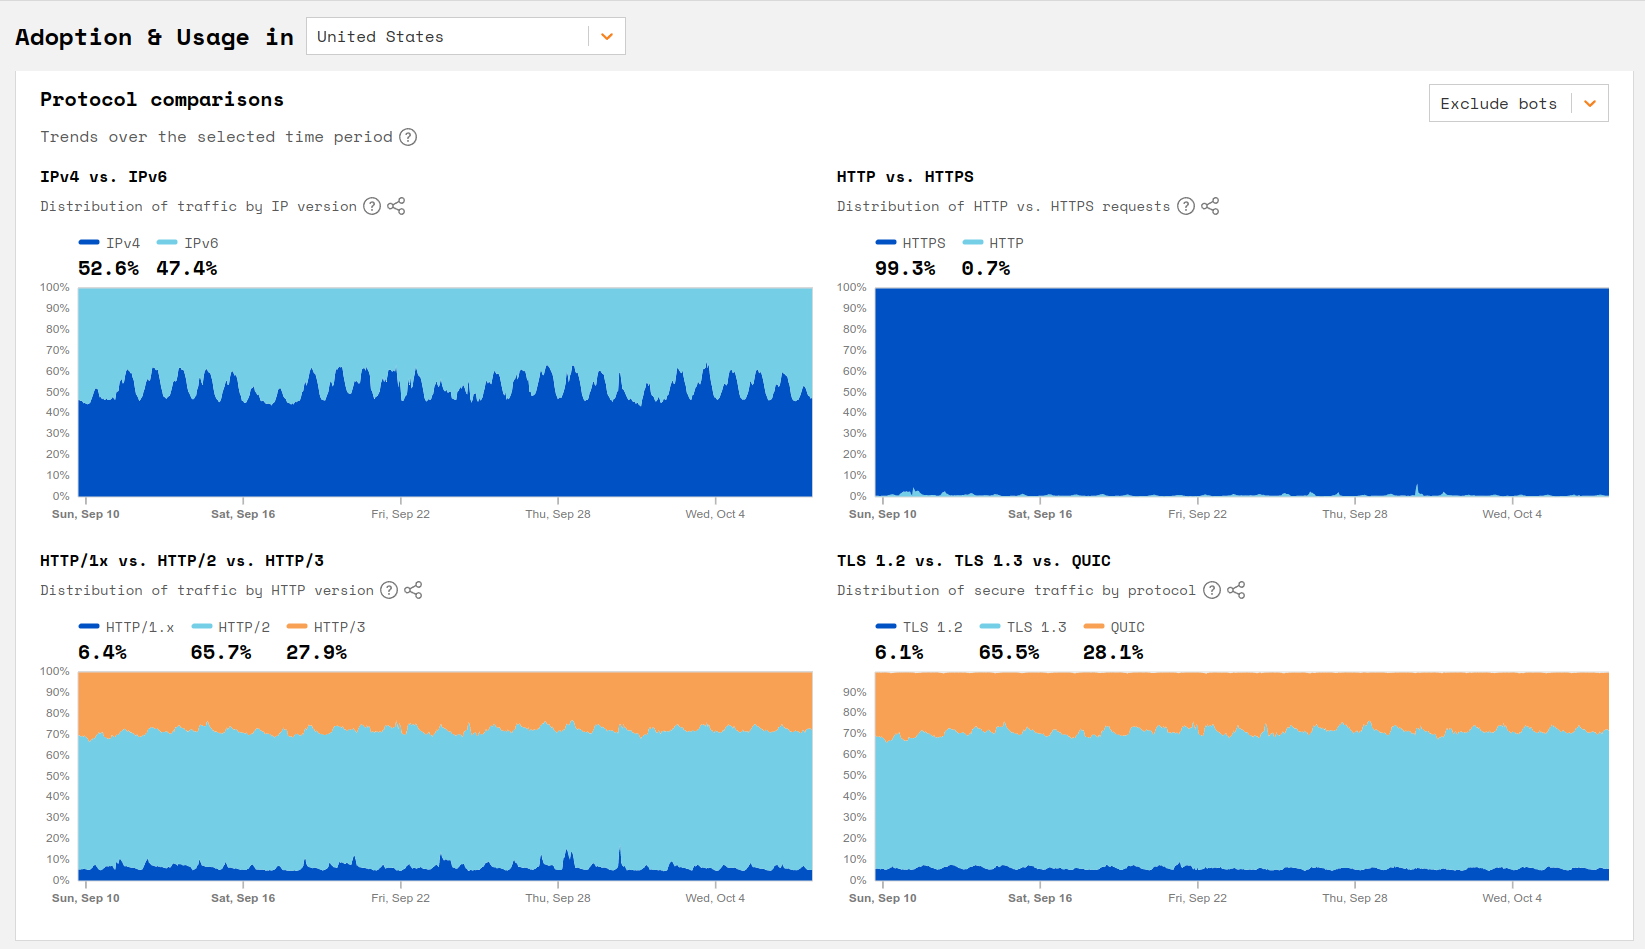 Adoption & Usage in United States
Protocol comparisons
Exclude bots
Trends over the selected time period ?
IPv4 vs. IPv6
Distribution of traffic by IP version ?
IPv4 IPv6
52.6% 47.4%
100%
90%
80%
70%
60%
50%
40%
30%
20%
10%
0%
Sun, Sep 10 Sat, Sep 16 Fri, Sep 22 Thu, Sep 28 Wed, Oct 4
HTTP vs. HTTPS
Distribution of HTTP vs. HTTPS requests ?
HTTPS HTTP
99.3% 0.7%
100%
90%
80%
70%
60%
50%
40%
30%
20%
10%
0%
Sun, Sep 10 Sat, Sep 16 Fri, Sep 22 Thu, Sep 28 Wed, Oct 4
HTTP/1x vs. HTTP/2 vs. HTTP/3
Distribution of traffic by HTTP version ?
HTTP/1.x HTTP/2 HTTP/3
6.4% 65.7% 27.9%
100%
90%
80%
70%
60%
50%
40%
30%
20%
10%
0%
Sun, Sep 10 Sat, Sep 16 Fri, Sep 22 Thu, Sep 28 Wed, Oct 4
TLS 1.2 vs. TLS 1.3 vs. QUIC
Distribution of secure traffic by protocol ?
TLS 1.2 TLS 1.3 QUIC
6.1% 65.5% 28.1%
90%
80%
70%
60%
50%
40%
30%
20%
10%
0%
Sun, Sep 10 Sat, Sep 16 Fri, Sep 22 Thu, Sep 28 Wed, Oct 4